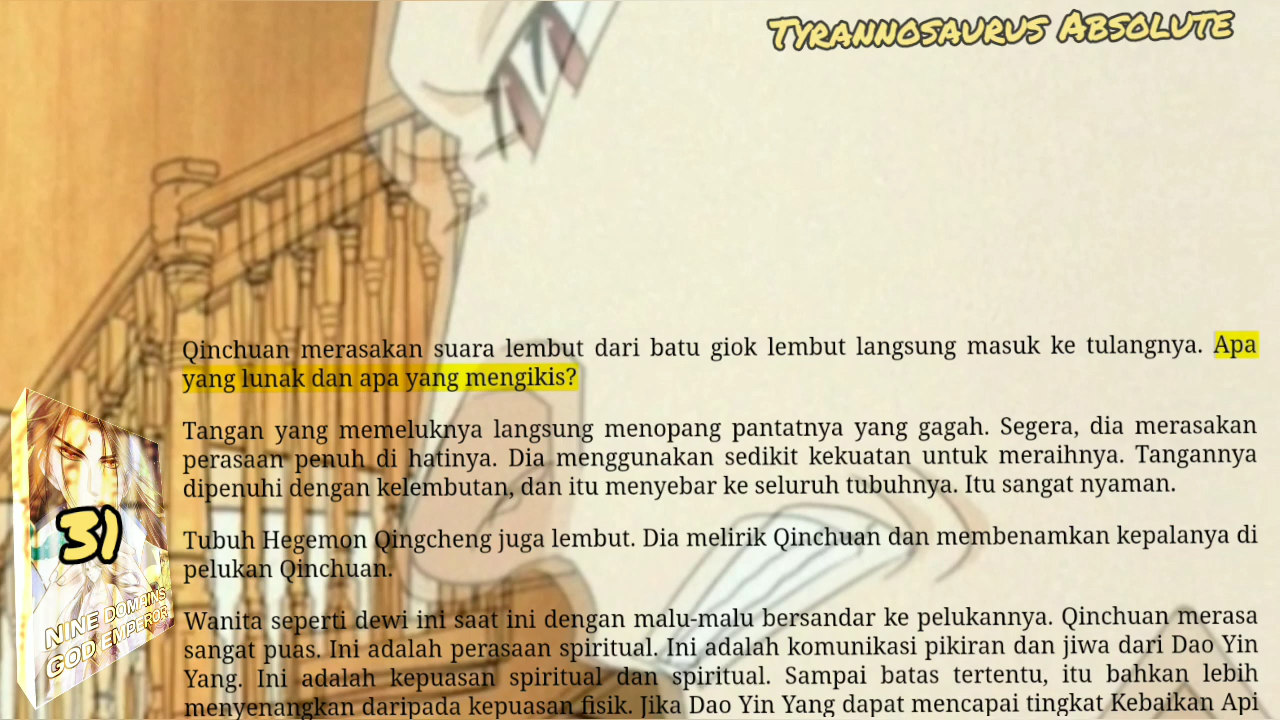 Tyrannosaurus Absolute
Qinchuan merasakan suara lembut dari batu giok lembut langsung masuk ke tulangnya. Apa
yang lunak dan apa yang mengikis?
Tangan yang memeluknya langsung menopang pantatnya yang gagah. Segera, dia merasakan
perasaan penuh di hatinya. Dia menggunakan sedikit kekuatan untuk meraihnya. Tangannya
dipenuhi dengan kelembutan, dan itu menyebar ke seluruh tubuhnya. Itu sangat nyaman.
Tubuh Hegemon Qingcheng juga lembut. Dia melirik Qinchuan dan membenamkan kepalanya di
pelukan Qinchuan.
Wanita seperti dewi ini saat ini dengan malu-malu bersandar ke pelukannya. Qinchuan merasa
sangat puas. Ini adalah perasaan spiritual. Ini adalah komunikasi pikiran dan jiwa dari Dao Yin
Yang. Ini adalah kepuasan spiritual dan spiritual. Sampai batas tertentu, itu bahkan lebih
menyenangkan daripada kepuasan fisik. Jika Dao Yin Yang dapat mencapai tingkat Kebaikan Api
31
NINE DOMAINS
GOD EMPEROR